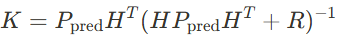 K = P_pred H^T (H P_pred H^T + R)^{-1}